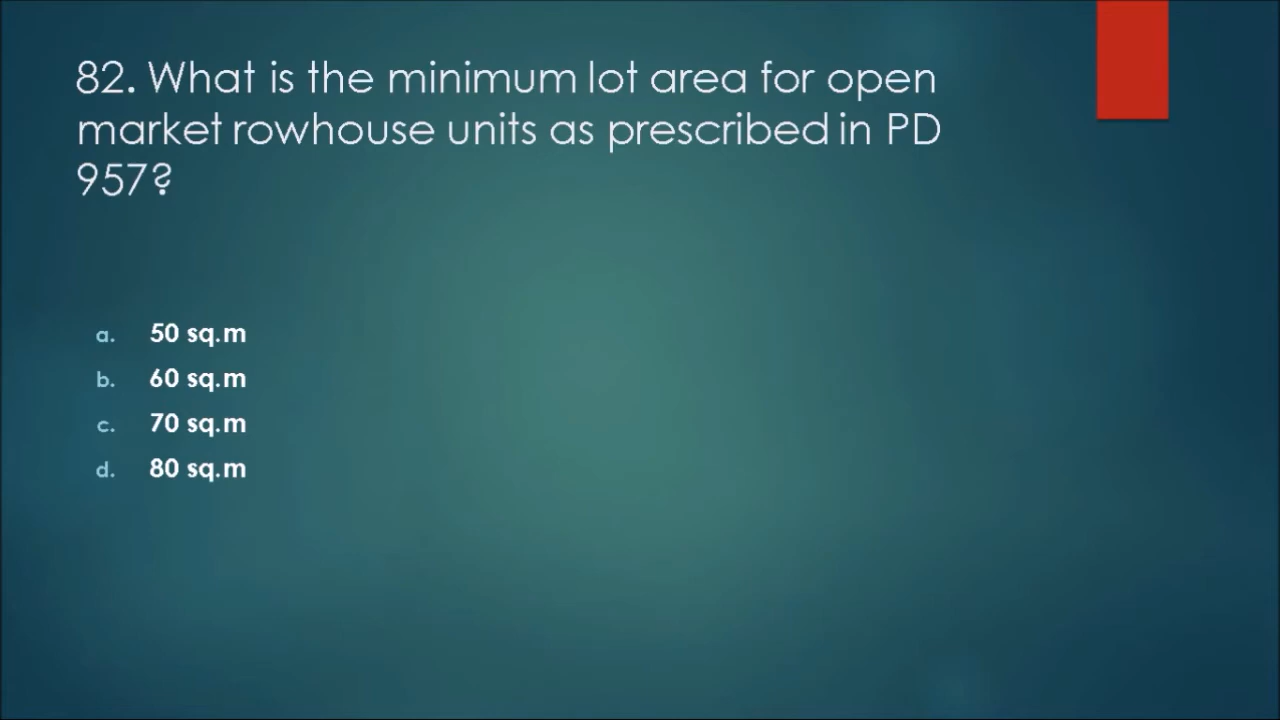 82. What is the minimum lot area for open
market rowhouse units as prescribed in PD
957?
a. 50 sq.m
b. 60 sq.m
c. 70 sq.m
d. 80 sq.m